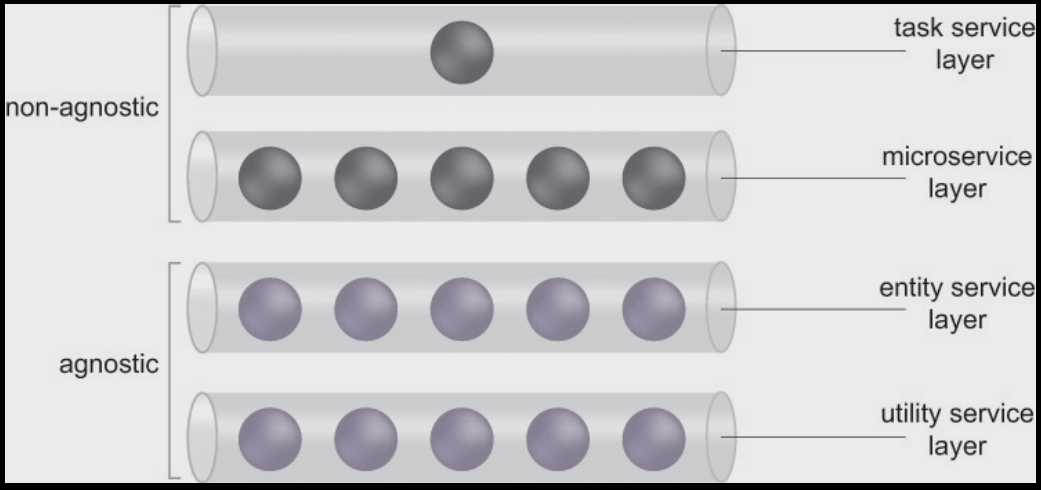 task service
layer
non-agnostic
microservice
layer
entity service
layer
agnostic
utility service
layer